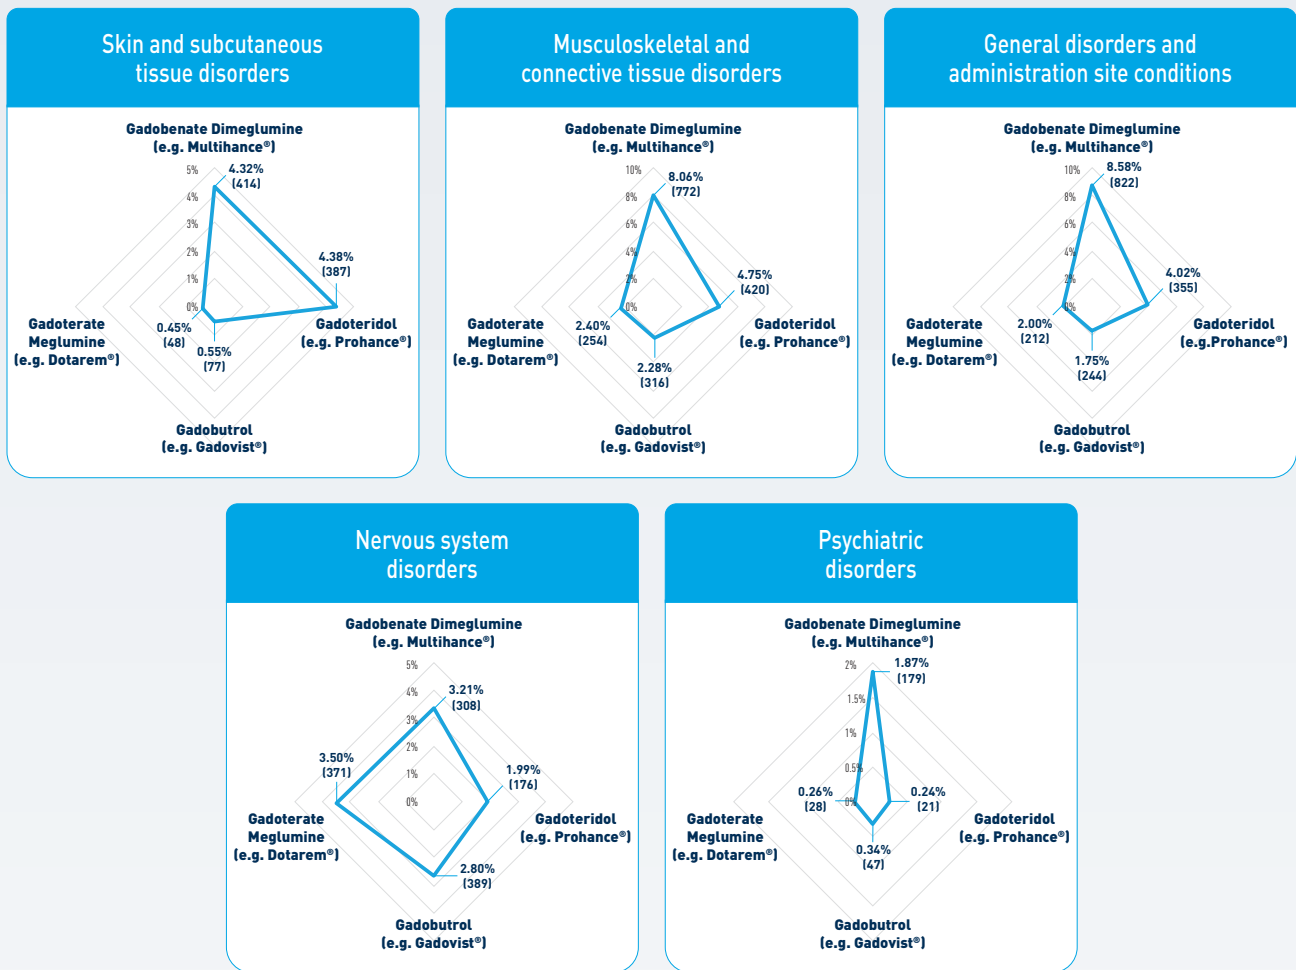 Skin and subcutaneous
tissue disorders
Gadobenate Dimeglumine
(e.g. Multihance®)
5%
4%
3%
2%
1%
0%
4.32%
(414)
4.38%
(387)
Gadoteridol
(e.g. Prohance®)
0.55%
(77)
Gadobutrol
(e.g. Gadovist®)
0.45%
(48)
Gadoterate
Meglumine
(e.g. Dotarem®)
Musculoskeletal and
connective tissue disorders
Gadobenate Dimeglumine
(e.g. Multihance®)
10%
8%
6%
4%
2%
0%
8.06%
(772)
4.75%
(420)
Gadoteridol
(e.g. Prohance®)
2.28%
(316)
Gadobutrol
(e.g. Gadovist®)
2.40%
(254)
Gadoterate
Meglumine
(e.g. Dotarem®)
General disorders and
administration site conditions
Gadobenate Dimeglumine
(e.g. Multihance®)
10%
8%
6%
4%
2%
0%
8.58%
(822)
4.02%
(355)
Gadoteridol
(e.g.Prohance®)
1.75%
(244)
Gadobutrol
(e.g. Gadovist®)
2.00%
(212)
Gadoterate
Meglumine
(e.g. Dotarem®)
Nervous system
disorders
Gadobenate Dimeglumine
(e.g. Multihance®)
5%
4%
3%
2%
1%
0%
3.21%
(308)
1.99%
(176)
Gadoteridol
(e.g. Prohance®)
2.80%
(389)
Gadobutrol
(e.g. Gadovist®)
3.50%
(371)
Gadoterate
Meglumine
(e.g. Dotarem®)
Psychiatric
disorders
Gadobenate Dimeglumine
(e.g. Multihance®)
2%
1.5%
1%
0.5%
0%
1.87%
(179)
0.24%
(21)
Gadoteridol
(e.g. Prohance®)
0.34%
(47)
Gadobutrol
(e.g. Gadovist®)
0.26%
(28)
Gadoterate
Meglumine
(e.g. Dotarem®)